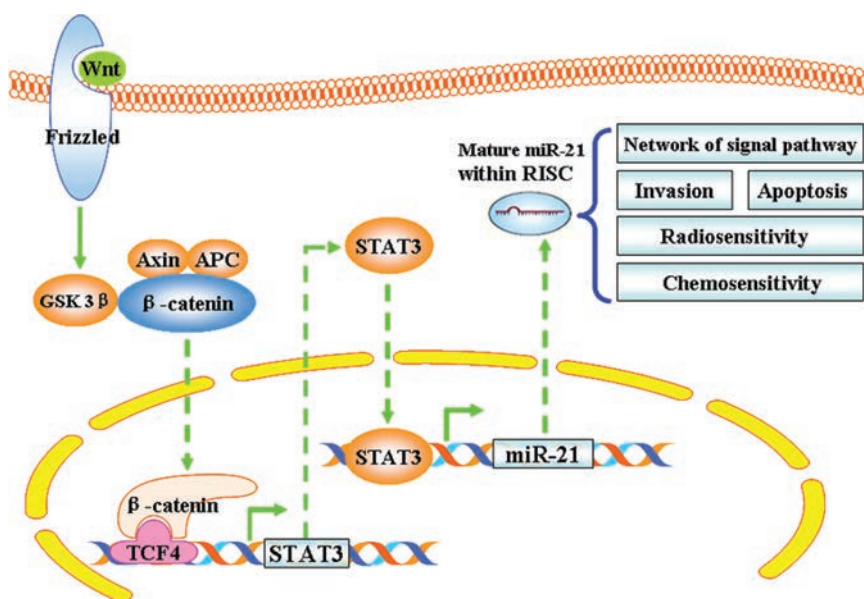 Wnt
Frizzled
Mature miR-21
within RISC
Network of signal pathway
Invasion
Apoptosis
Radiosensitivity
Chemosensitivity
Axin
APC
STAT3
GSK 3 β
β -catenin
STAT3
miR-21
β -catenin
TCF4
STAT3